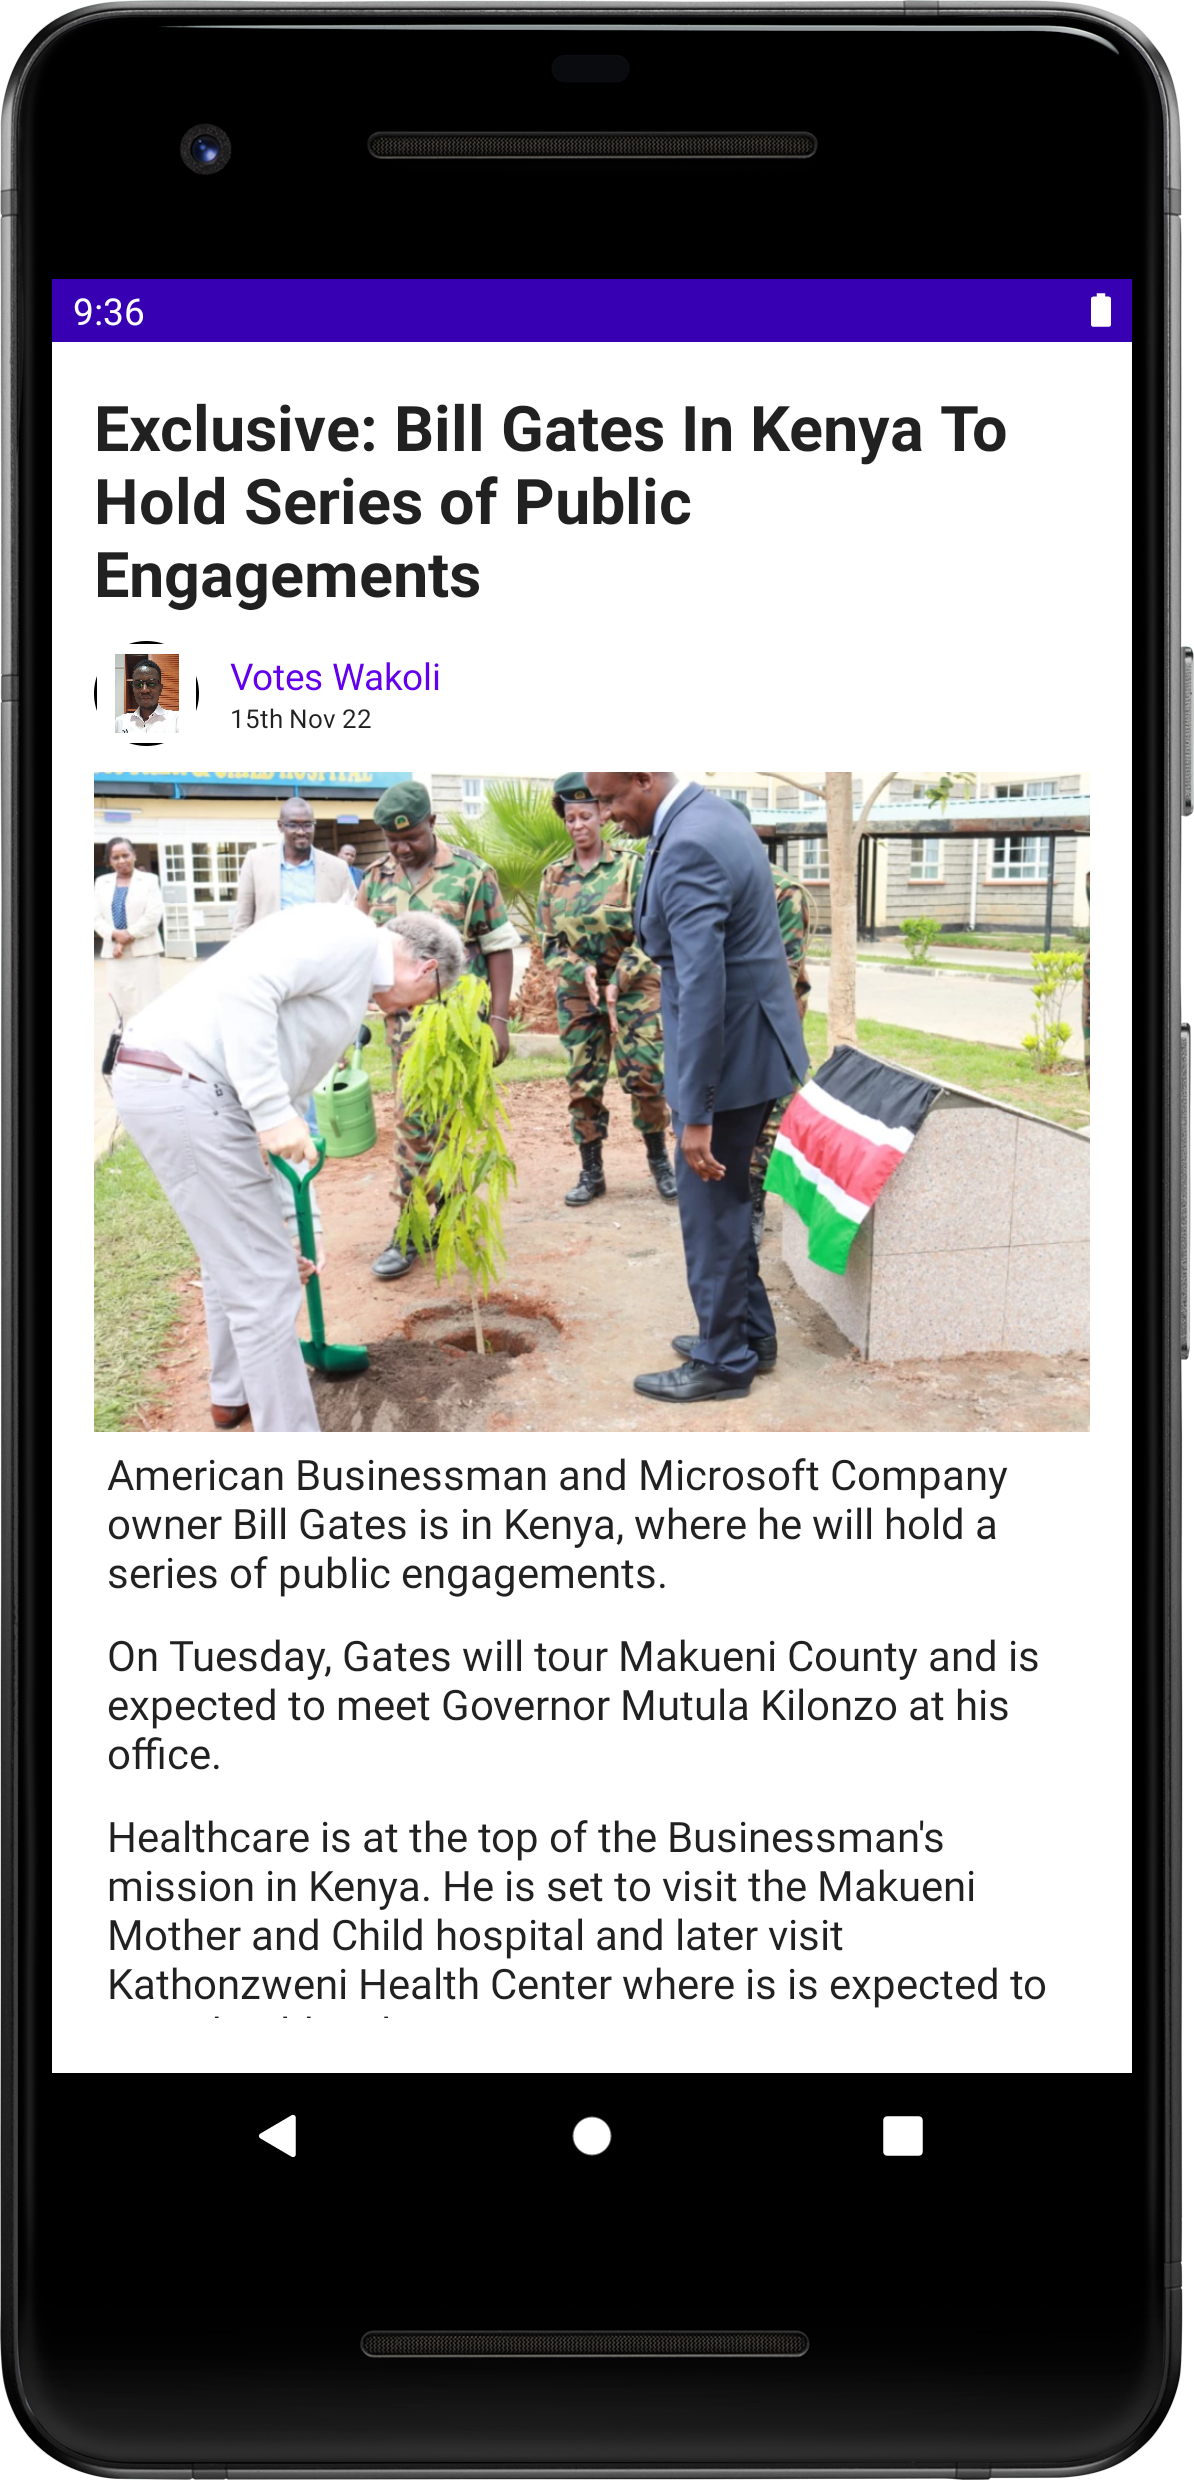 9:36
Exclusive: Bill Gates In Kenya To
Hold Series of Public
Engagements
Votes Wakoli
15th Nov 22
& CHILD HOSPITAL
American Businessman and Microsoft Company
owner Bill Gates is in Kenya, where he will hold a
series of public engagements.
On Tuesday, Gates will tour Makueni County and is
expected to meet Governor Mutula Kilonzo at his
office.
Healthcare is at the top of the Businessman's
mission in Kenya. He is set to visit the Makueni
Mother and Child hospital and later visit
Kathonzweni Health Center where is is expected to